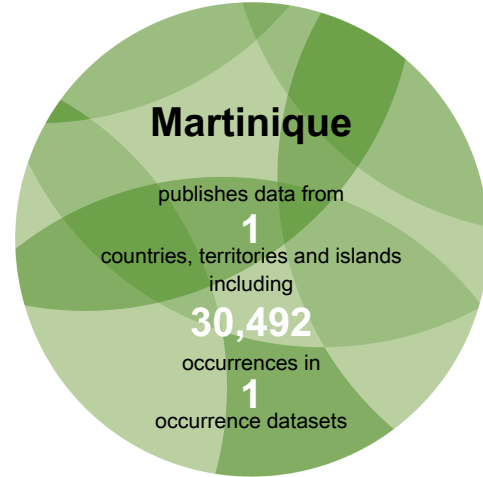 Martinique
publishes data from
1
countries, territories and islands
including
30,492
occurrences in
1
occurrence datasets